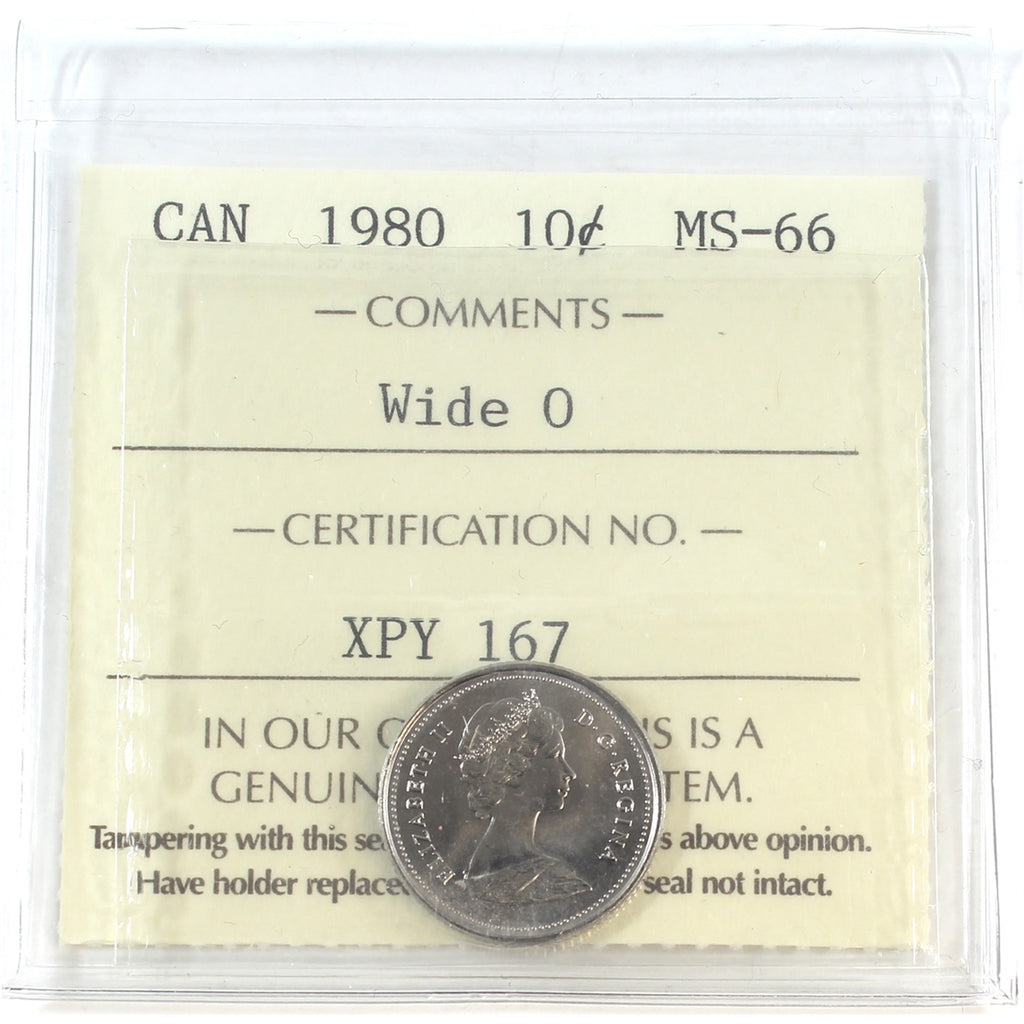 CAN 1980 10¢ MS-66
— COMMENTS —
Wide 0
— CERTIFICATION NO. —
XPY 167
IN OUR IS A
GENUIN TEM.
Tampering with this se s above opinion.
Have holder replaced seal not intact.
ELIZABETH II D·G·REGINA